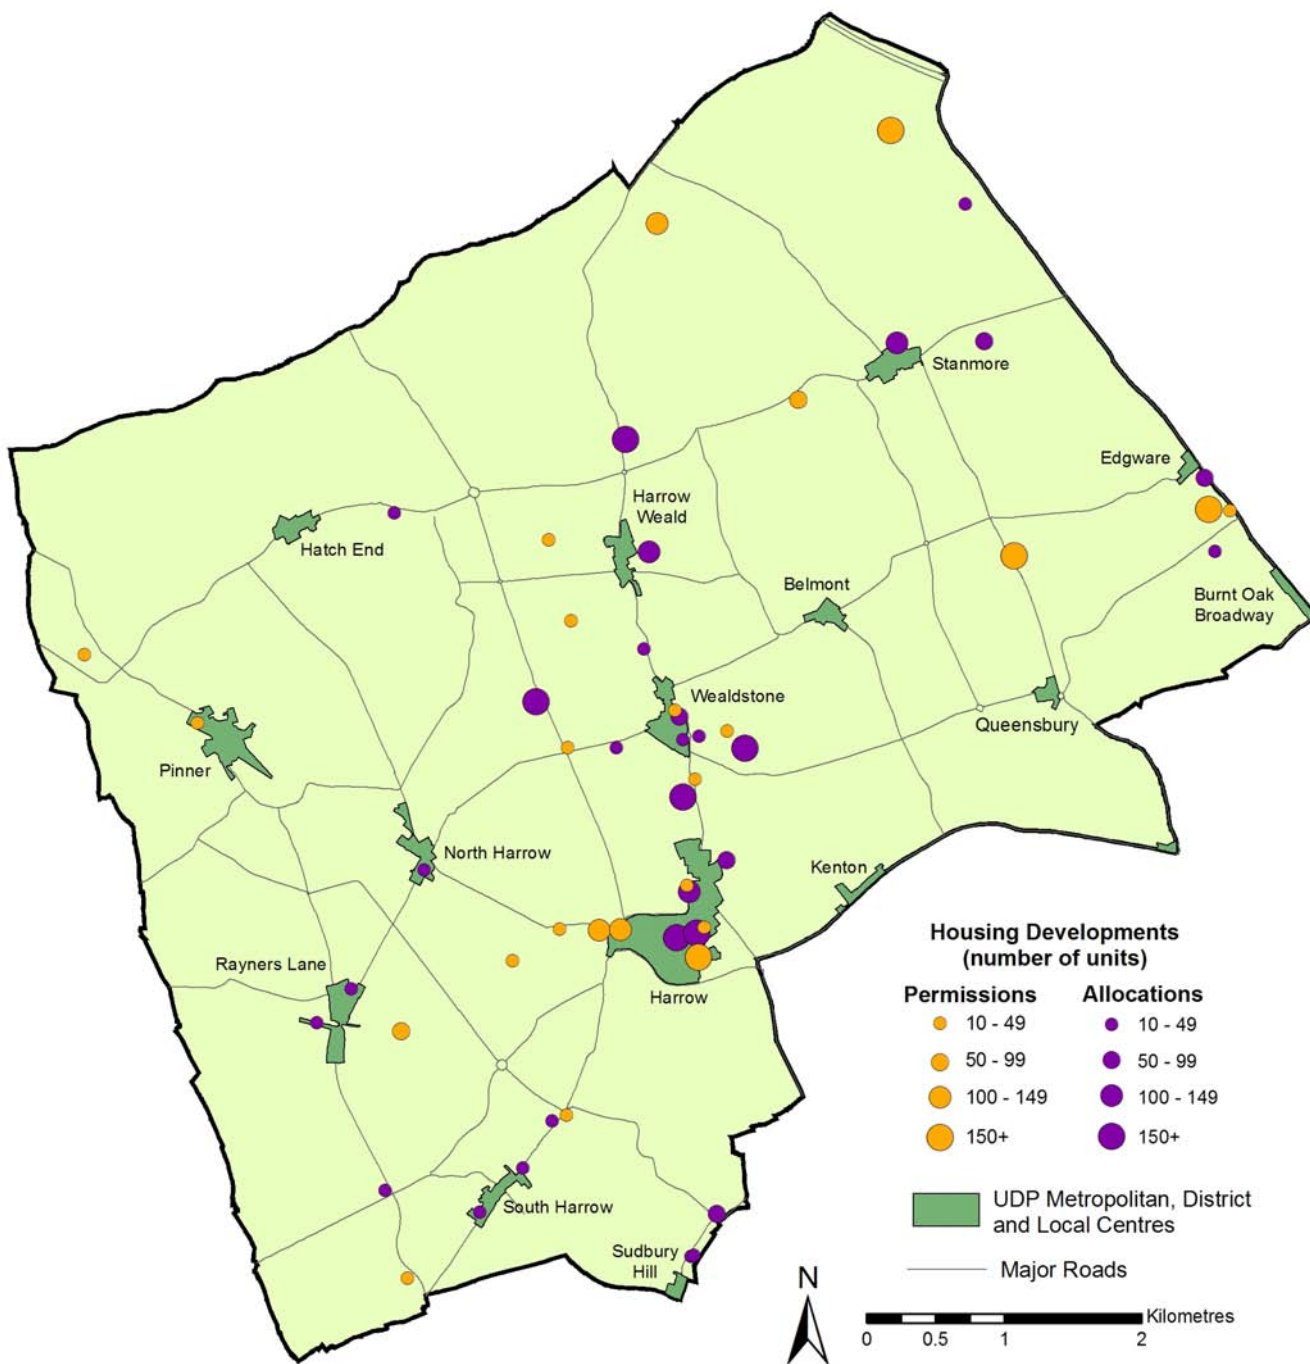 Stanmore
Edgware
Harrow
Weald
Hatch End
Belmont
Burnt Oak
Broadway
Wealdstone
Queensbury
Pinner
North Harrow
Kenton
Rayners Lane
Harrow
South Harrow
Sudbury
Hill
Housing Developments
(number of units)
Permissions Allocations
10 - 49 10 - 49
50 - 99 50 - 99
100 - 149 100 - 149
150+ 150+
UDP Metropolitan, District
and Local Centres
Major Roads
N
Kilometres
0 0.5 1 2